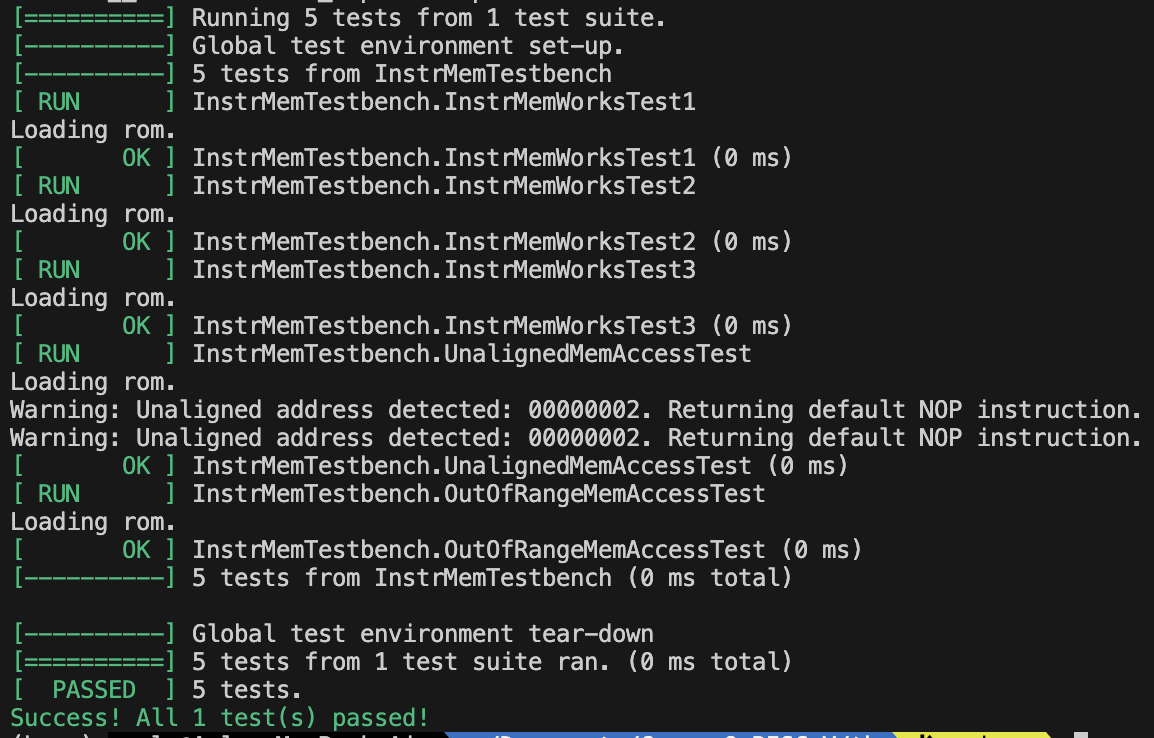 [==========] Running 5 tests from 1 test suite.
[----------] Global test environment set-up.
[----------] 5 tests from InstrMemTestbench
[ RUN      ] InstrMemTestbench.InstrMemWorksTest1
Loading rom.
[       OK ] InstrMemTestbench.InstrMemWorksTest1 (0 ms)
[ RUN      ] InstrMemTestbench.InstrMemWorksTest2
Loading rom.
[       OK ] InstrMemTestbench.InstrMemWorksTest2 (0 ms)
[ RUN      ] InstrMemTestbench.InstrMemWorksTest3
Loading rom.
[       OK ] InstrMemTestbench.InstrMemWorksTest3 (0 ms)
[ RUN      ] InstrMemTestbench.UnalignedMemAccessTest
Loading rom.
Warning: Unaligned address detected: 00000002. Returning default NOP instruction.
Warning: Unaligned address detected: 00000002. Returning default NOP instruction.
[       OK ] InstrMemTestbench.UnalignedMemAccessTest (0 ms)
[ RUN      ] InstrMemTestbench.OutOfRangeMemAccessTest
Loading rom.
[       OK ] InstrMemTestbench.OutOfRangeMemAccessTest (0 ms)
[----------] 5 tests from InstrMemTestbench (0 ms total)
[----------] Global test environment tear-down
[==========] 5 tests from 1 test suite ran. (0 ms total)
[  PASSED  ] 5 tests.
Success! All 1 test(s) passed!